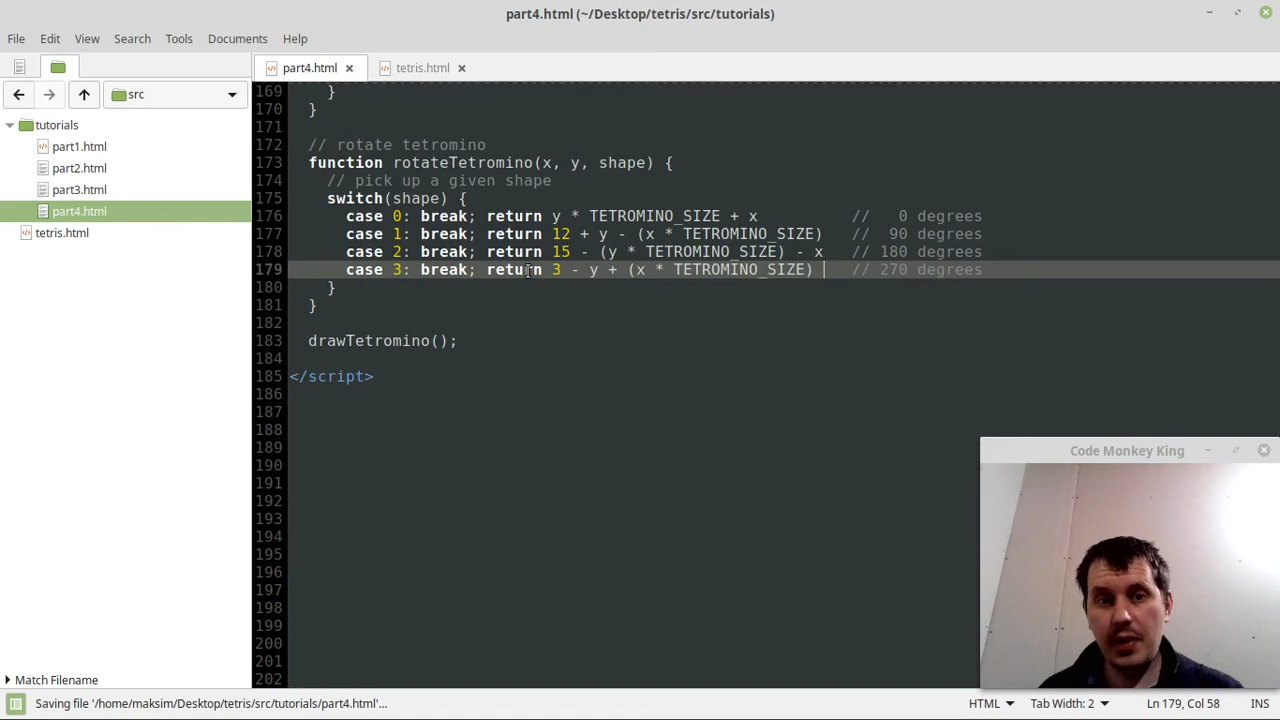 part4.html (~/Desktop/tetris/src/tutorials)
File Edit View Search Tools Documents Help
part4.html tetris.html
src
tutorials
part1.html
part2.html
part3.html
part4.html
tetris.html
169 }
170 }
171
172 // rotate tetromino
173 function rotateTetromino(x, y, shape) {
174 // pick up a given shape
175 switch(shape) {
176 case 0: break; return y * TETROMINO_SIZE + x // 0 degrees
177 case 1: break; return 12 + y - (x * TETROMINO_SIZE) // 90 degrees
178 case 2: break; return 15 - (y * TETROMINO_SIZE) - x // 180 degrees
179 case 3: break; return 3 - y + (x * TETROMINO_SIZE) // 270 degrees
180 }
181 }
182
183 drawTetromino();
184
185 </script>
186
187
188
189
190
191
192
193
194
195
196
197
198
199
200
201
202
Code Monkey King
Match Filename
Saving file '/home/maksim/Desktop/tetris/src/tutorials/part4.html'... HTML Tab Width: 2 Ln 179, Col 58 INS